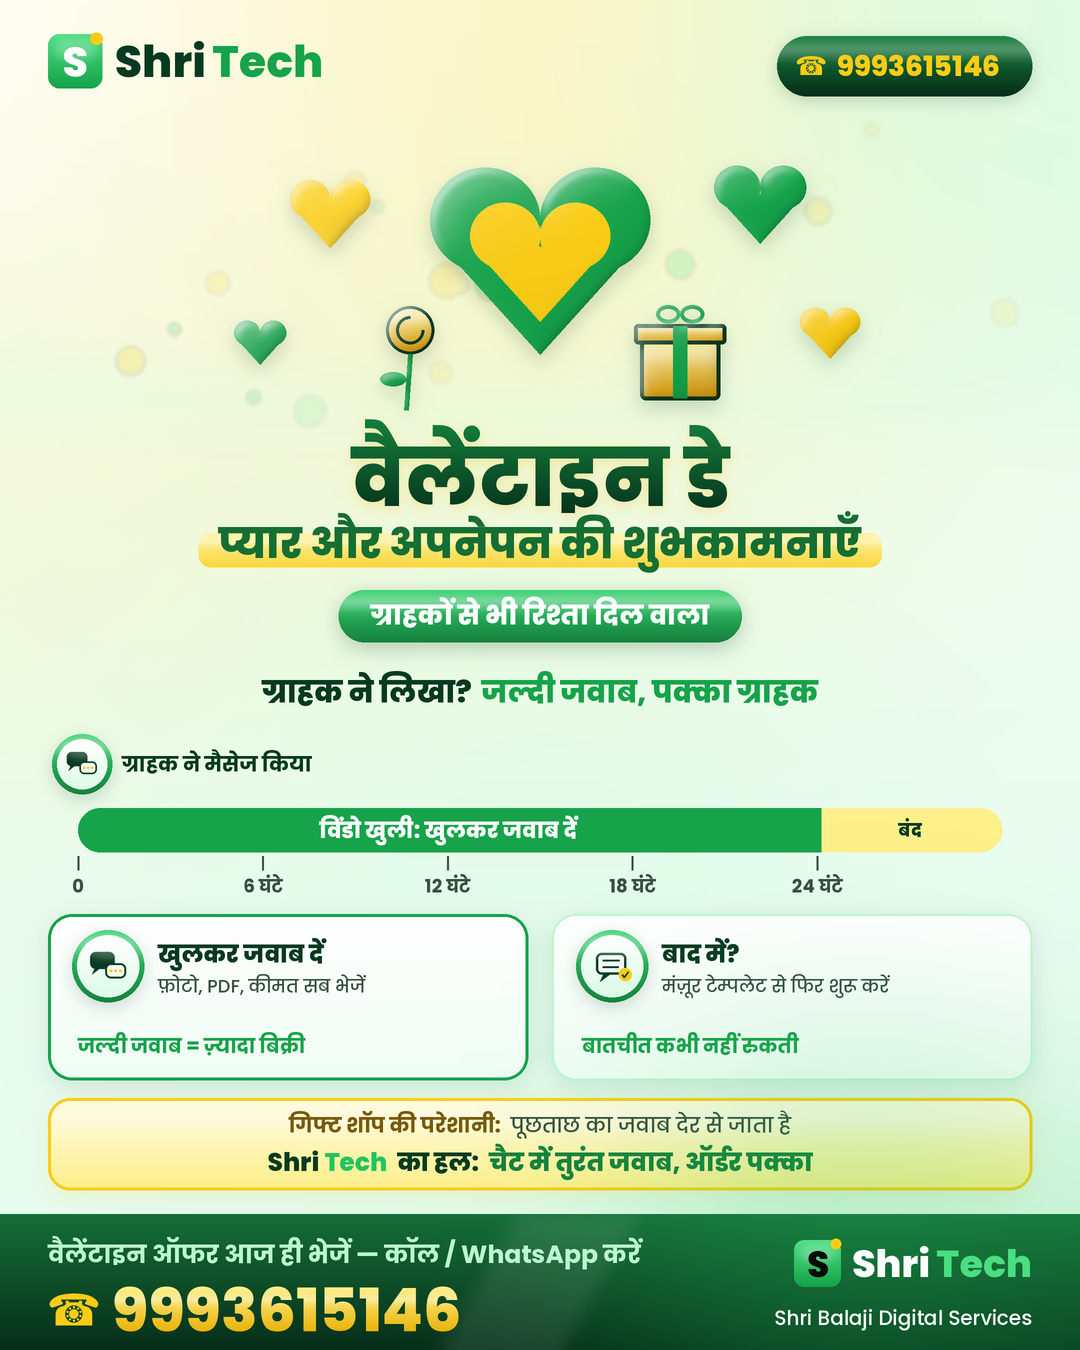 S Shri Tech
☎ 9993615146
वैलेंटाइन डे
प्यार और अपनेपन की शुभकामनाएँ
ग्राहकों से भी रिश्ता दिल वाला
ग्राहक ने लिखा? जल्दी जवाब, पक्का ग्राहक
ग्राहक ने मैसेज किया
विंडो खुली: खुलकर जवाब दें
बंद
0 6 घंटे 12 घंटे 18 घंटे 24 घंटे
खुलकर जवाब दें
फ़ोटो, PDF, कीमत सब भेजें
जल्दी जवाब = ज़्यादा बिक्री
बाद में?
मंज़ूर टेम्पलेट से फिर शुरू करें
बातचीत कभी नहीं रुकती
गिफ्ट शॉप की परेशानी: पूछताछ का जवाब देर से जाता है
Shri Tech का हल: चैट में तुरंत जवाब, ऑर्डर पक्का
वैलेंटाइन ऑफर आज ही भेजें — कॉल / WhatsApp करें
☎ 9993615146
S Shri Tech
Shri Balaji Digital Services